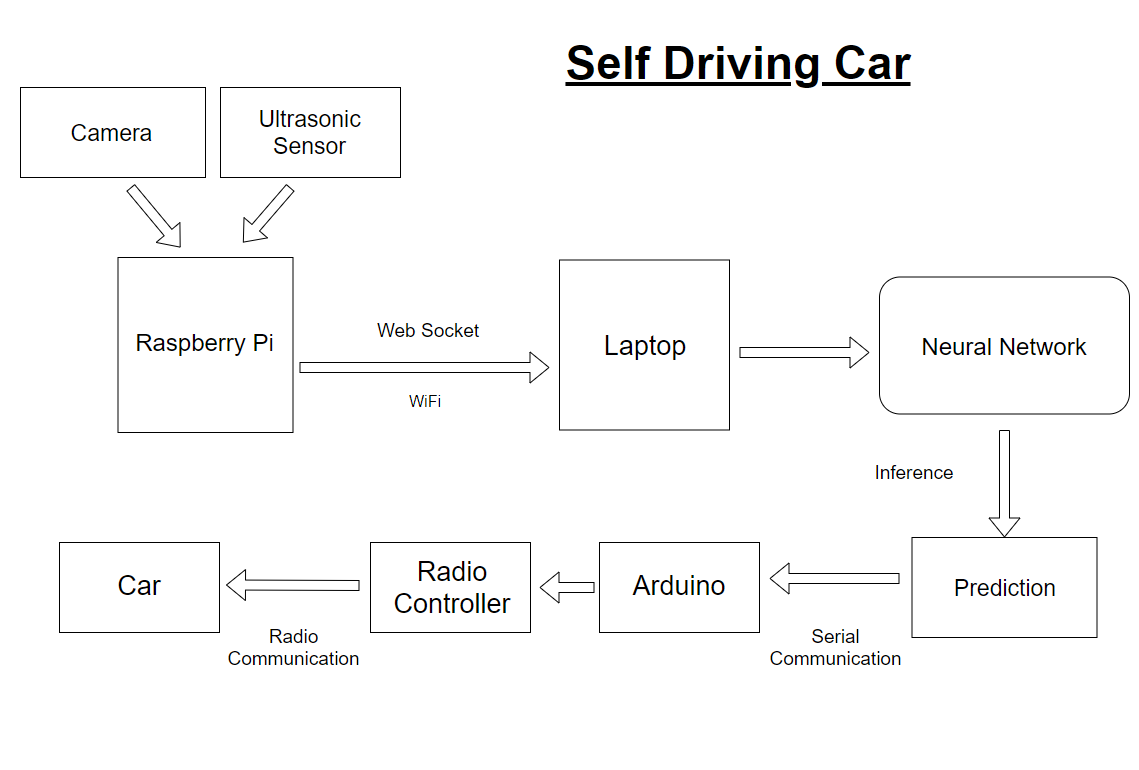 Self Driving Car
Camera
Ultrasonic
Sensor
Raspberry Pi
Web Socket
WiFi
Laptop
Neural Network
Inference
Prediction
Serial
Communication
Arduino
Radio
Controller
Radio
Communication
Car